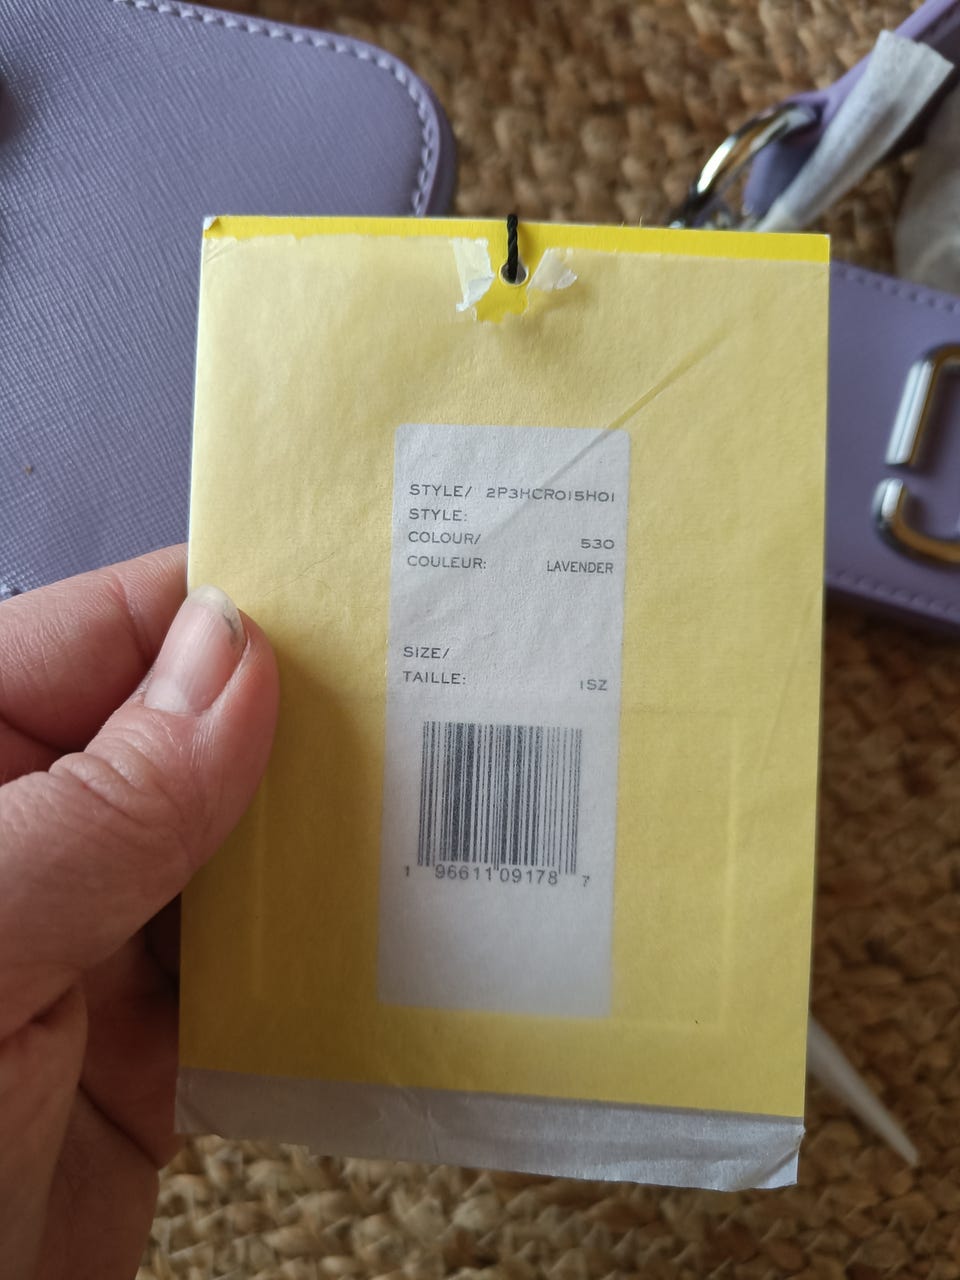 STYLE/ 2P3HCR015H01
STYLE:
COLOUR/ 530
COULEUR: LAVENDER
SIZE/
TAILLE: 1SZ
1 96611 09178 7